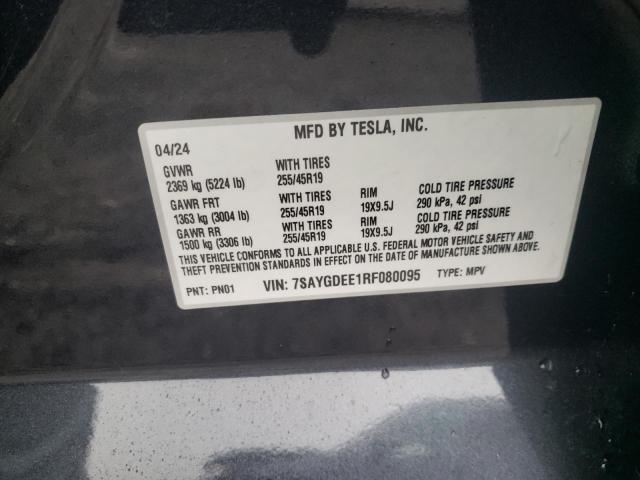 MFD BY TESLA, INC.
04/24
GVWR WITH TIRES
2369 kg (5224 lb) 255/45R19
GAWR FRT WITH TIRES RIM COLD TIRE PRESSURE
1363 kg (3004 lb) 255/45R19 19X9.5J 290 kPa, 42 psi
GAWR RR WITH TIRES RIM COLD TIRE PRESSURE
1500 kg (3306 lb) 255/45R19 19X9.5J 290 kPa, 42 psi
THIS VEHICLE CONFORMS TO ALL APPLICABLE U.S. FEDERAL MOTOR VEHICLE SAFETY AND
THEFT PREVENTION STANDARDS IN EFFECT ON THE DATE OF MANUFACTURE SHOWN ABOVE.
PNT: PN01 VIN: 7SAYGDEE1RF080095 TYPE: MPV